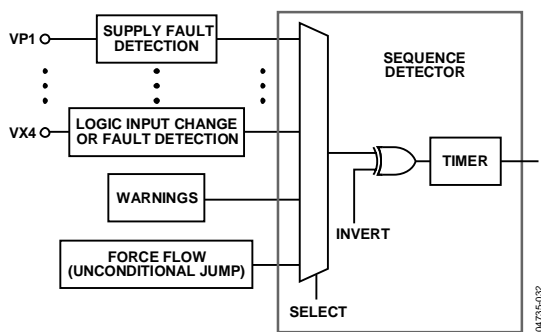 VP1
SUPPLY FAULT
DETECTION
SEQUENCE
DETECTOR
VX4
LOGIC INPUT CHANGE
OR FAULT DETECTION
TIMER
WARNINGS
INVERT
FORCE FLOW
(UNCONDITIONAL JUMP)
SELECT
04735-032